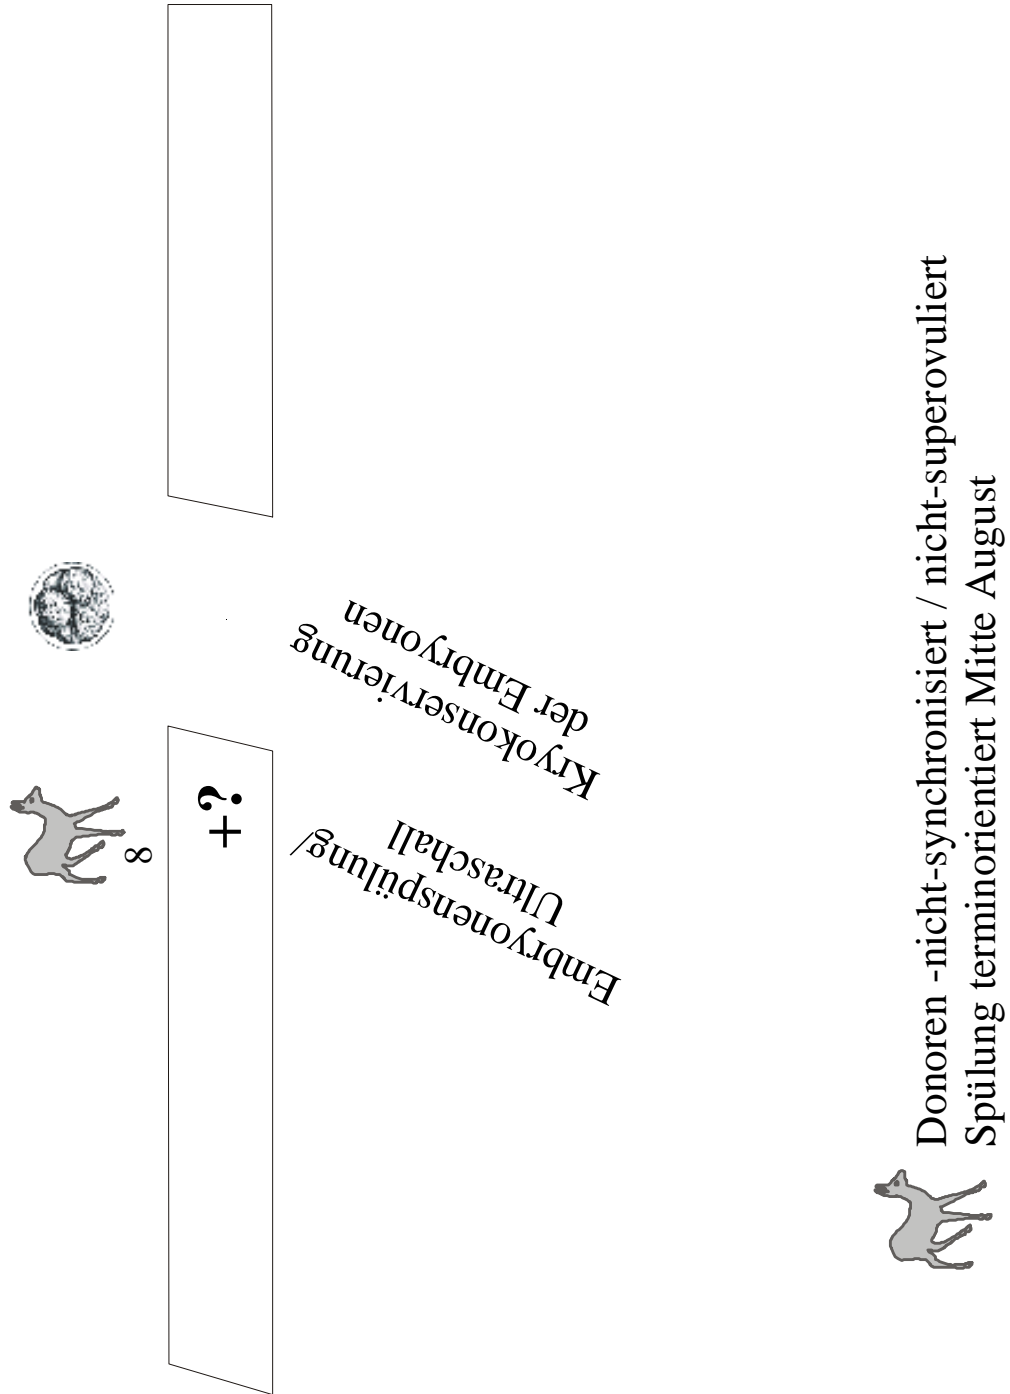 8
+?
Embryonenspülung/
Ultraschall
Kryokonservierung
der Embryonen
Donoren -nicht-synchronisiert / nicht-superovuliert
Spülung terminorientiert Mitte August